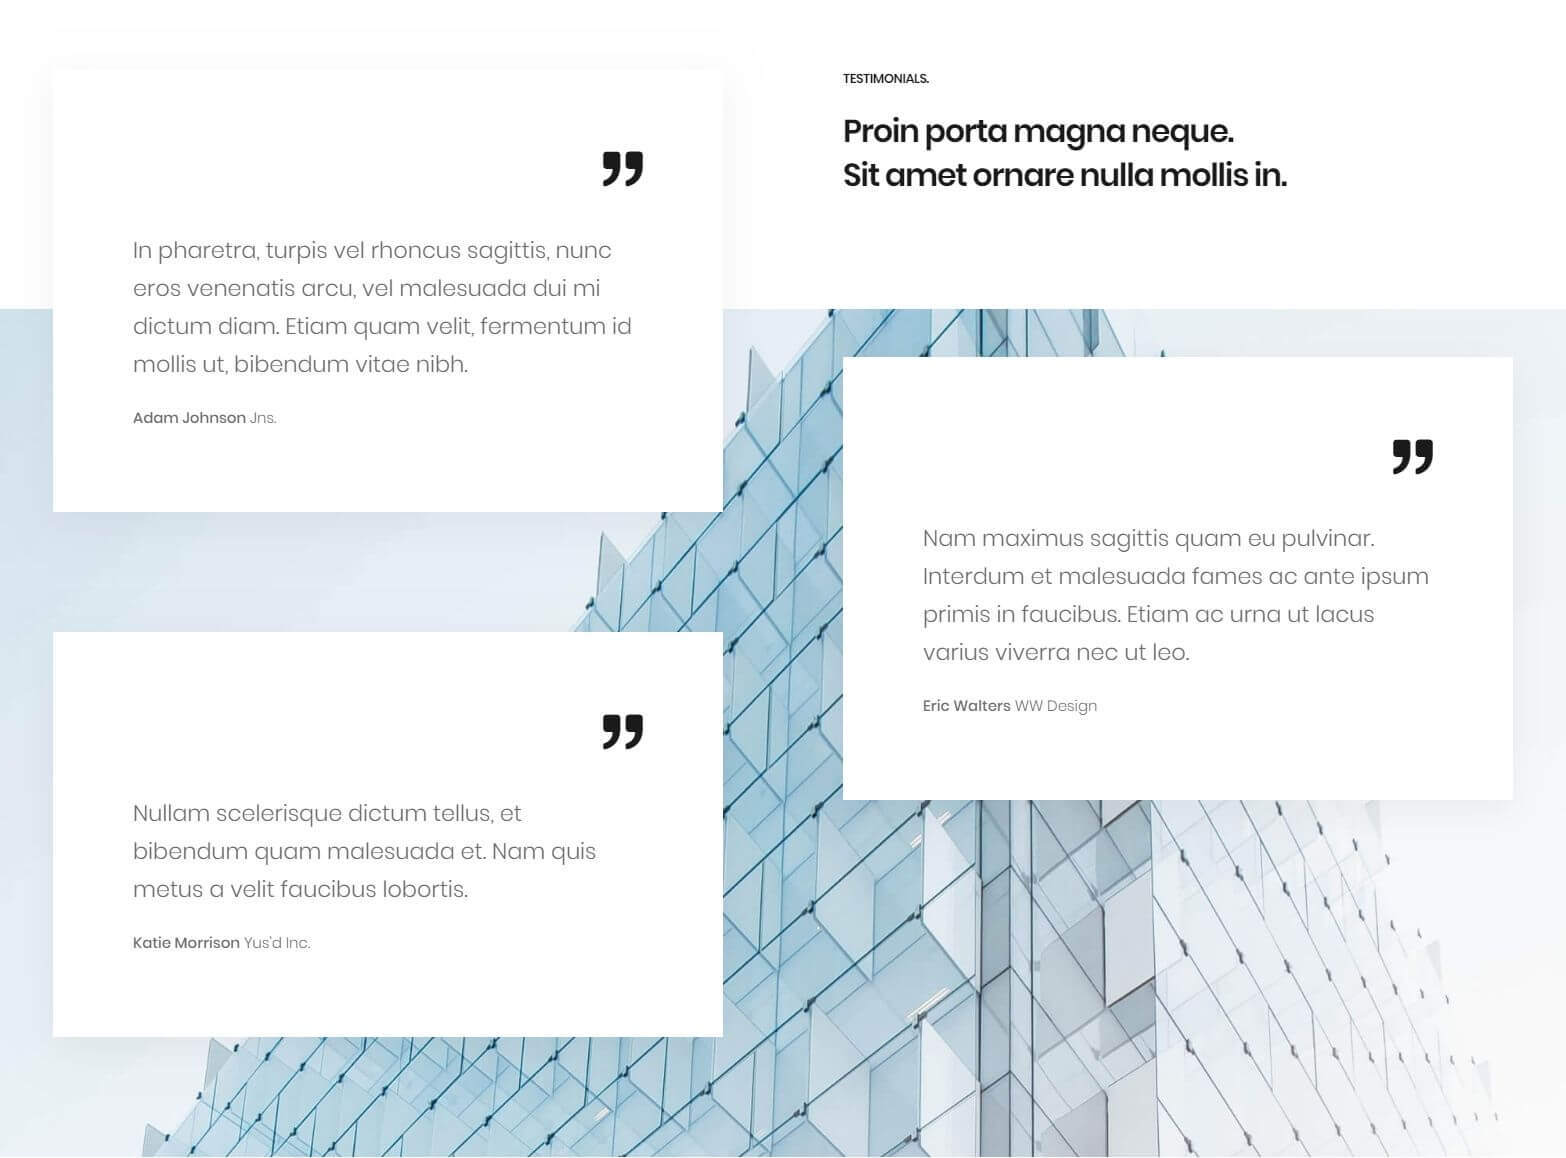 TESTIMONIALS.
Proin porta magna neque.
Sit amet ornare nulla mollis in.
”
In pharetra, turpis vel rhoncus sagittis, nunc
eros venenatis arcu, vel malesuada dui mi
dictum diam. Etiam quam velit, fermentum id
mollis ut, bibendum vitae nibh.
Adam Johnson Jns.
”
Nam maximus sagittis quam eu pulvinar.
Interdum et malesuada fames ac ante ipsum
primis in faucibus. Etiam ac urna ut lacus
varius viverra nec ut leo.
Eric Walters WW Design
”
Nullam scelerisque dictum tellus, et
bibendum quam malesuada et. Nam quis
metus a velit faucibus lobortis.
Katie Morrison Yus'd Inc.